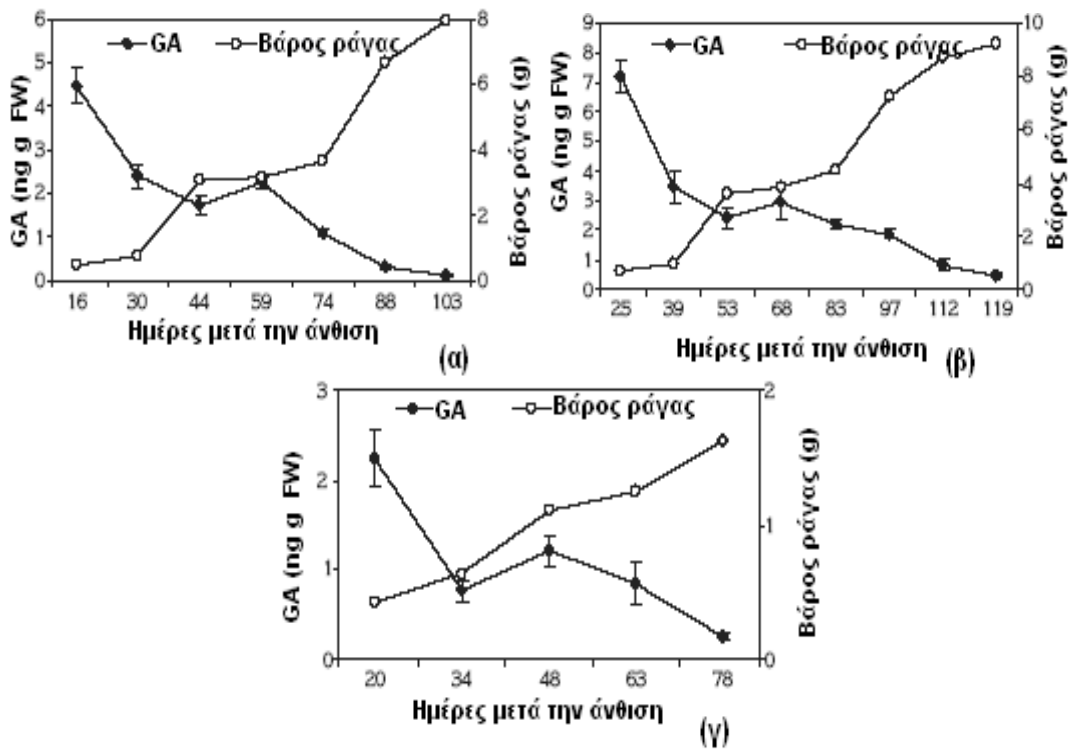 6
5
4
3
2
1
0
GA (ng g FW)
GA
Βάρος ράγας
8
6
4
2
0
Βάρος ράγας (g)
16 30 44 59 74 88 103
Ημέρες μετά την άνθιση
(α)
9
8
7
6
5
4
3
2
1
0
GA (ng g FW)
GA
Βάρος ράγας
10
8
6
4
2
0
Βάρος ράγας (g)
25 39 53 68 83 97 112 119
Ημέρες μετά την άνθιση
(β)
3
2
1
0
GA (ng g FW)
GA
Βάρος ράγας
2
1
0
Βάρος ράγας (g)
20 34 48 63 78
Ημέρες μετά την άνθιση
(γ)